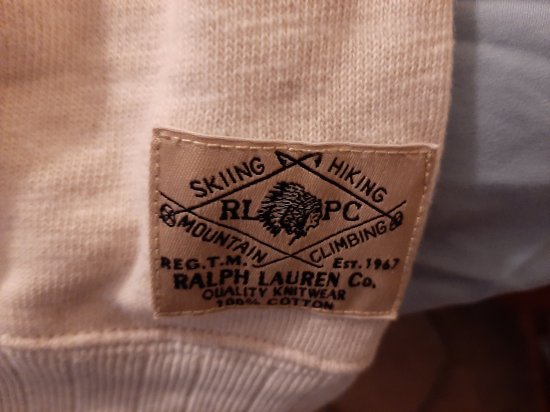 SKIING HIKING
RL PC
MOUNTAIN CLIMBING
REG.T.M. EST. 1967
RALPH LAUREN Co.
QUALITY KNITWEAR
100% COTTON